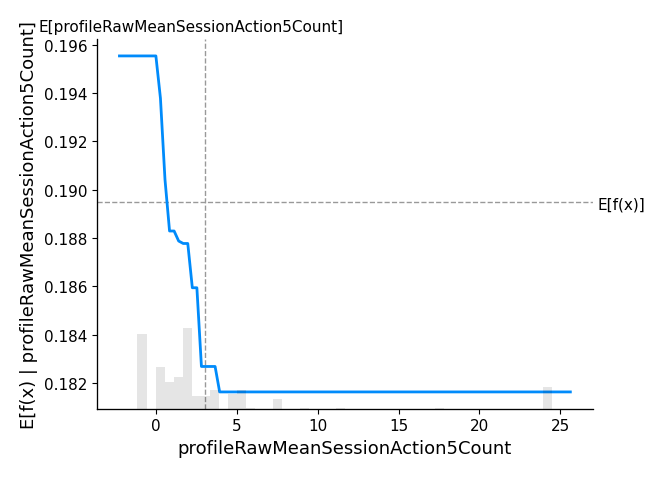 E[profileRawMeanSessionAction5Count]
0.196
0.194
0.192
0.190
0.188
0.186
0.184
0.182
E[f(x) | profileRawMeanSessionAction5Count]
E[f(x)]
0 5 10 15 20 25
profileRawMeanSessionAction5Count